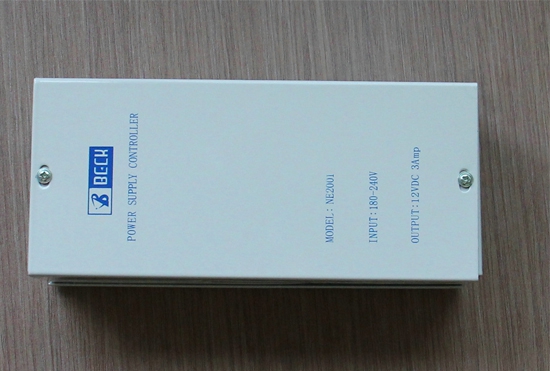 BECK
POWER SUPPLY CONTROLLER
MODEL: NE2001
INPUT:180-240V
OUTPUT:12VDC 3Amp